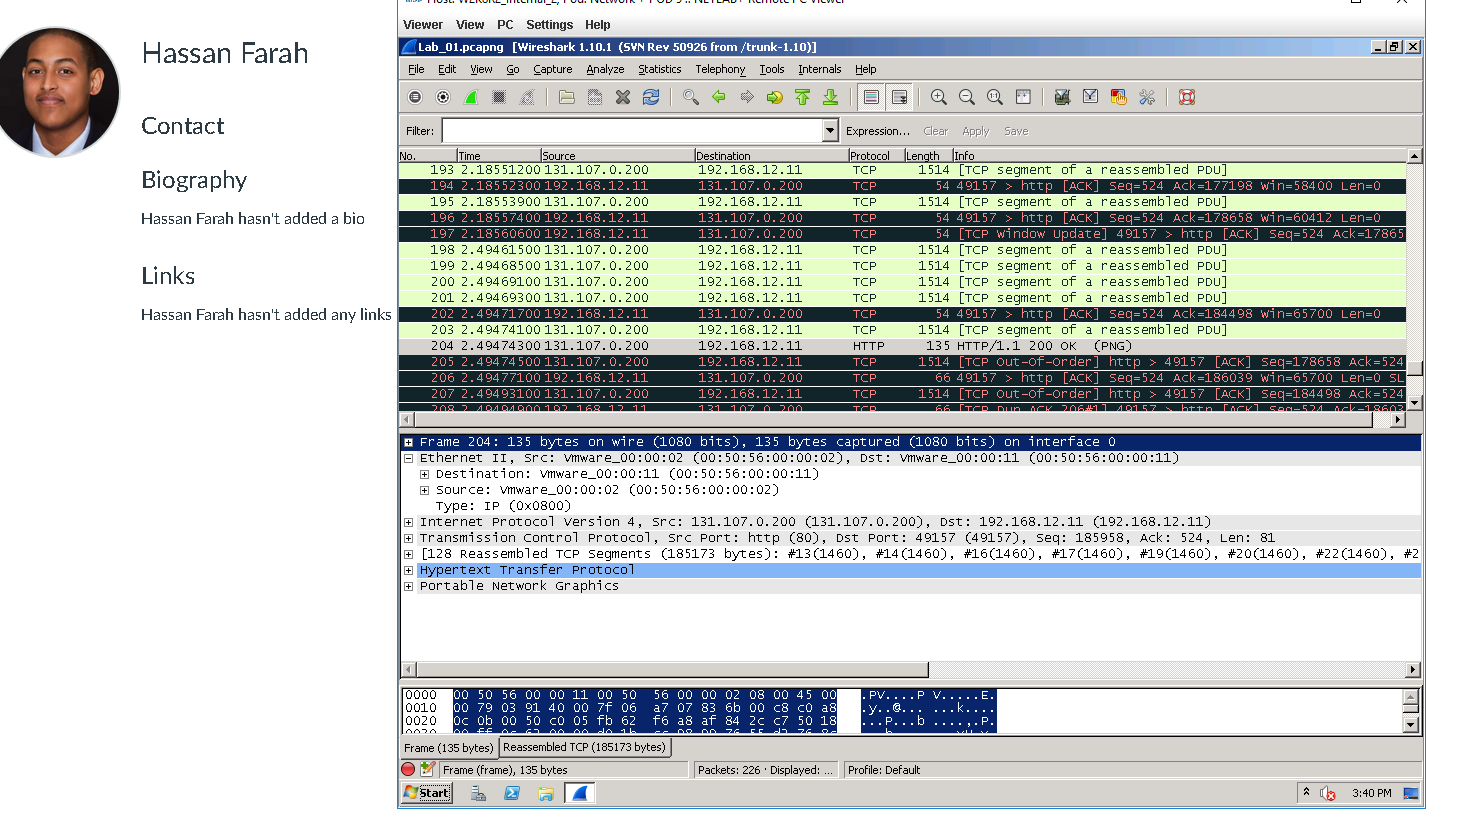 Hassan Farah
Contact
Biography
Hassan Farah hasn't added a bio
Links
Hassan Farah hasn't added any links
Viewer View PC Settings Help
Lab_01.pcapng [Wireshark 1.10.1 (SVN Rev 50926 from /trunk-1.10)]
File Edit View Go Capture Analyze Statistics Telephony Tools Internals Help
Filter: Expression... Clear Apply Save
No. Time Source Destination Protocol Length Info
193 2.18551200 131.107.0.200 192.168.12.11 TCP 1514 [TCP segment of a reassembled PDU]
194 2.18552300 192.168.12.11 131.107.0.200 TCP 54 49157 > http [ACK] Seq=524 Ack=177198 Win=58400 Len=0
195 2.18553900 131.107.0.200 192.168.12.11 TCP 1514 [TCP segment of a reassembled PDU]
196 2.18557400 192.168.12.11 131.107.0.200 TCP 54 49157 > http [ACK] Seq=524 Ack=178658 Win=60412 Len=0
197 2.18560600 192.168.12.11 131.107.0.200 TCP 54 [TCP Window Update] 49157 > http [ACK] Seq=524 Ack=17865
198 2.49461500 131.107.0.200 192.168.12.11 TCP 1514 [TCP segment of a reassembled PDU]
199 2.49468500 131.107.0.200 192.168.12.11 TCP 1514 [TCP segment of a reassembled PDU]
200 2.49469100 131.107.0.200 192.168.12.11 TCP 1514 [TCP segment of a reassembled PDU]
201 2.49469300 131.107.0.200 192.168.12.11 TCP 1514 [TCP segment of a reassembled PDU]
202 2.49471700 192.168.12.11 131.107.0.200 TCP 54 49157 > http [ACK] Seq=524 Ack=184498 Win=65700 Len=0
203 2.49474100 131.107.0.200 192.168.12.11 TCP 1514 [TCP segment of a reassembled PDU]
204 2.49474300 131.107.0.200 192.168.12.11 HTTP 135 HTTP/1.1 200 OK (PNG)
205 2.49474500 131.107.0.200 192.168.12.11 TCP 1514 [TCP Out-Of-Order] http > 49157 [ACK] Seq=178658 Ack=524
206 2.49477100 192.168.12.11 131.107.0.200 TCP 66 49157 > http [ACK] Seq=524 Ack=186039 Win=65700 Len=0 SL
207 2.49493100 131.107.0.200 192.168.12.11 TCP 1514 [TCP Out-Of-Order] http > 49157 [ACK] Seq=184498 Ack=524
208 2.49494900 192.168.12.11 131.107.0.200 TCP 66 [TCP Dup ACK 206#1] 49157 > http [ACK] Seq=524 Ack=18603
Frame 204: 135 bytes on wire (1080 bits), 135 bytes captured (1080 bits) on interface 0
Ethernet II, Src: Vmware_00:00:02 (00:50:56:00:00:02), Dst: Vmware_00:00:11 (00:50:56:00:00:11)
Destination: Vmware_00:00:11 (00:50:56:00:00:11)
Source: Vmware_00:00:02 (00:50:56:00:00:02)
Type: IP (0x0800)
Internet Protocol Version 4, Src: 131.107.0.200 (131.107.0.200), Dst: 192.168.12.11 (192.168.12.11)
Transmission Control Protocol, Src Port: http (80), Dst Port: 49157 (49157), Seq: 185958, Ack: 524, Len: 81
[128 Reassembled TCP Segments (185173 bytes): #13(1460), #14(1460), #16(1460), #17(1460), #19(1460), #20(1460), #22(1460), #2
Hypertext Transfer Protocol
Portable Network Graphics
0000 00 50 56 00 00 11 00 50 56 00 00 02 08 00 45 00 .PV....P V.....E.
0010 00 79 03 91 40 00 7f 06 a7 07 83 6b 00 c8 c0 a8 .y..@... ...k....
0020 0c 0b 00 50 c0 05 fb 62 f6 a8 af 84 2c c7 50 18 ...P...b ....,.P.
Frame (135 bytes) Reassembled TCP (185173 bytes)
Frame (frame), 135 bytes Packets: 226 · Displayed: ... Profile: Default
Start 3:40 PM